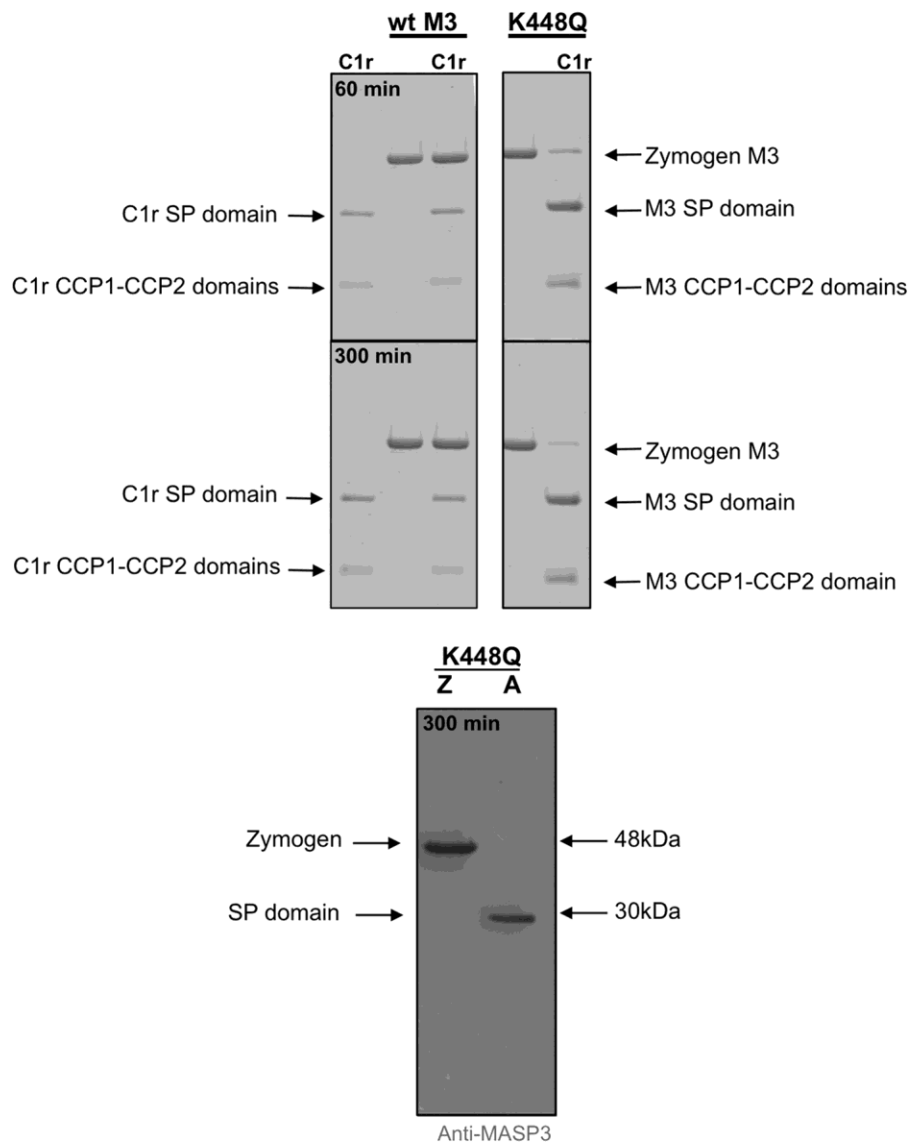 wt M3 K448Q
C1r C1r C1r
60 min
Zymogen M3
C1r SP domain M3 SP domain
C1r CCP1-CCP2 domains M3 CCP1-CCP2 domains
300 min
Zymogen M3
C1r SP domain M3 SP domain
C1r CCP1-CCP2 domains M3 CCP1-CCP2 domain
K448Q
Z A
300 min
Zymogen 48kDa
SP domain 30kDa
Anti-MASP3